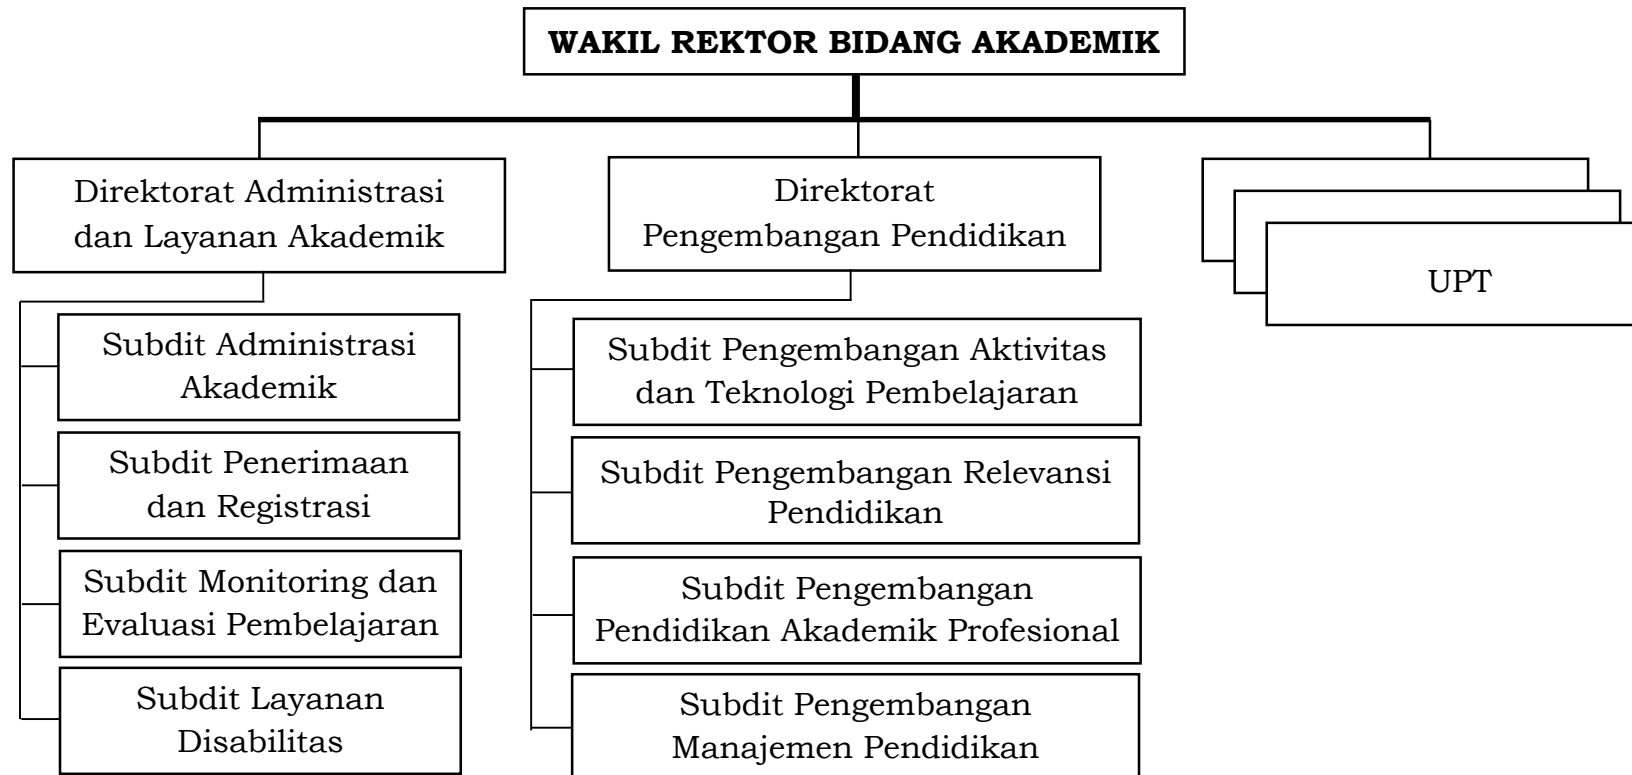 WAKIL REKTOR BIDANG AKADEMIK
Direktorat Administrasi
dan Layanan Akademik
Subdit Administrasi
Akademik
Subdit Penerimaan
dan Registrasi
Subdit Monitoring dan
Evaluasi Pembelajaran
Subdit Layanan
Disabilitas
Direktorat
Pengembangan Pendidikan
Subdit Pengembangan Aktivitas
dan Teknologi Pembelajaran
Subdit Pengembangan Relevansi
Pendidikan
Subdit Pengembangan
Pendidikan Akademik Profesional
Subdit Pengembangan
Manajemen Pendidikan
UPT